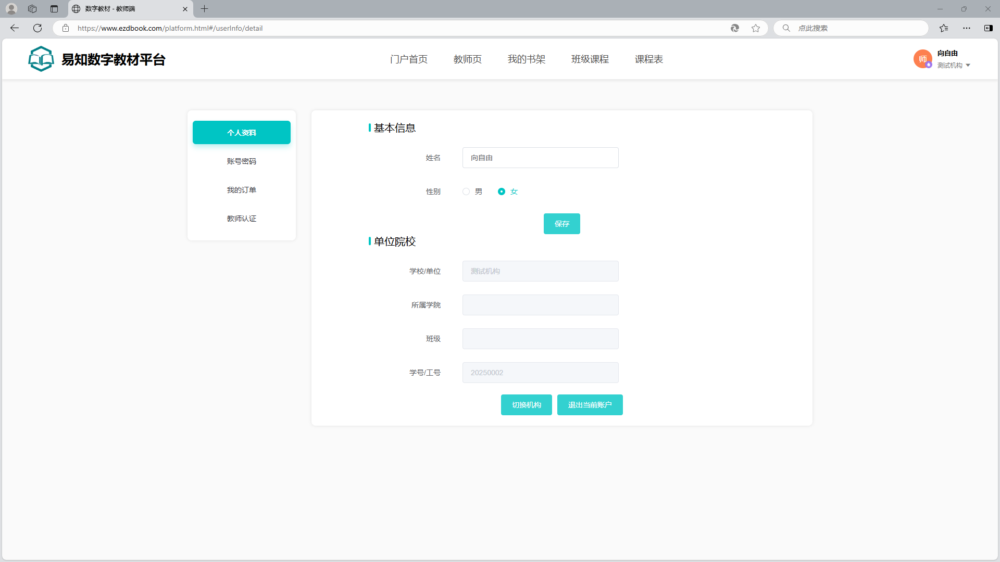 数字教材 - 教师端
https://www.ezdbook.com/platform.html#/userInfo/detail
点此搜索
易知数字教材平台
门户首页
教师页
我的书架
班级课程
课程表
师
向自由
测试机构
个人资料
账号密码
我的订单
教师认证
基本信息
姓名
向自由
性别
男
女
保存
单位院校
学校/单位
测试机构
所属学院
班级
学号/工号
20250002
切换机构
退出当前账户